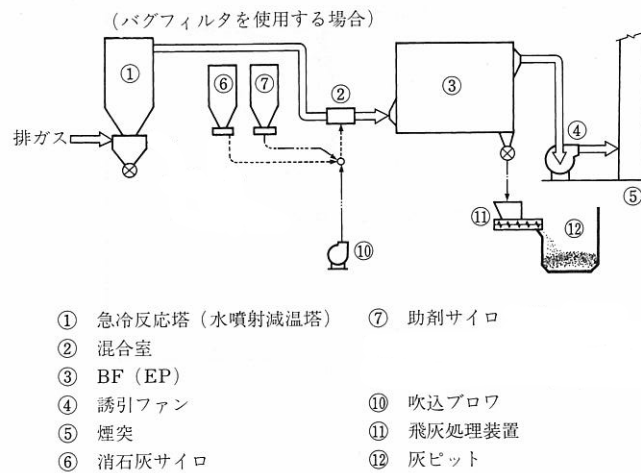 (バグフィルタを使用する場合)
①
⑥
⑦
②
③
④
排ガス
⑤
⑪
⑫
⑩
① 急冷反応塔(水噴射減温塔)
② 混合室
③ BF(EP)
④ 誘引ファン
⑤ 煙突
⑥ 消石灰サイロ
⑦ 助剤サイロ
⑩ 吹込ブロワ
⑪ 飛灰処理装置
⑫ 灰ピット